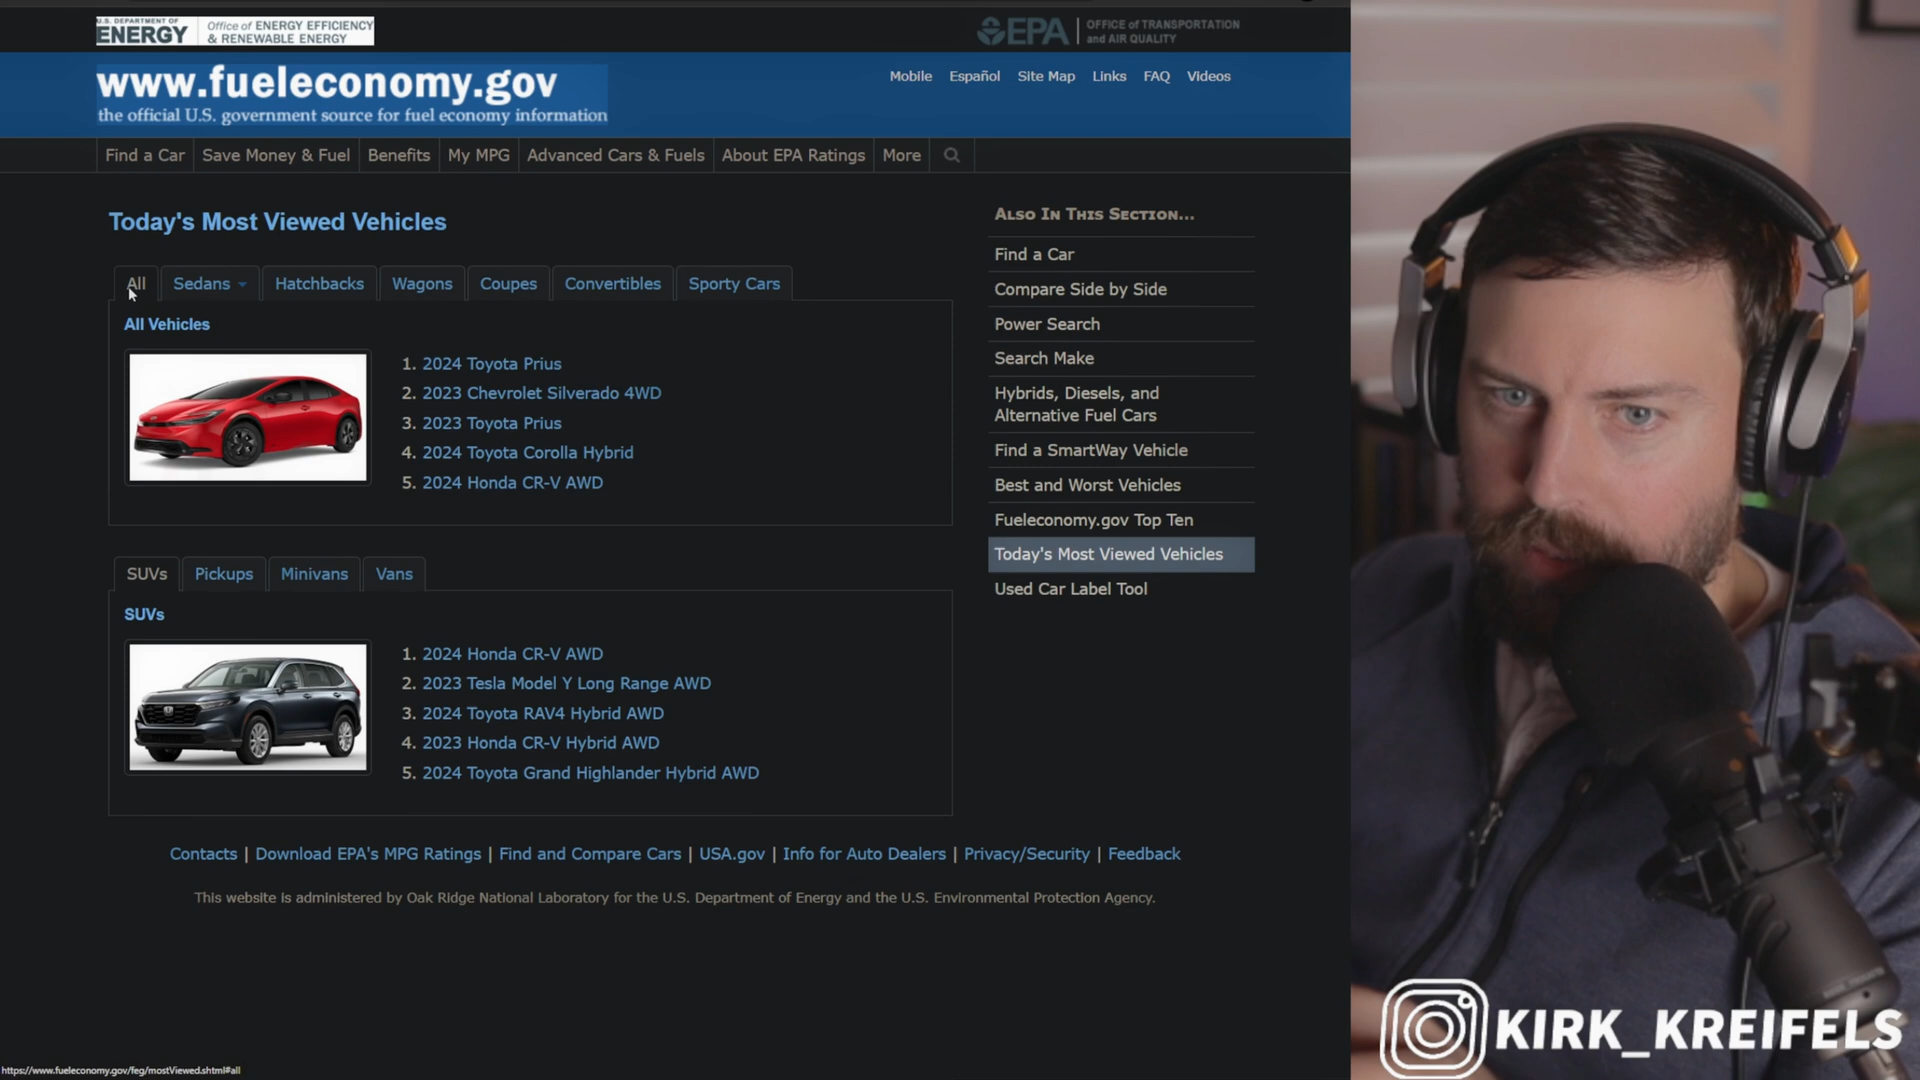 U.S. DEPARTMENT OF
ENERGY
Office of ENERGY EFFICIENCY
& RENEWABLE ENERGY
EPA
OFFICE of TRANSPORTATION
and AIR QUALITY
www.fueleconomy.gov
the official U.S. government source for fuel economy information
Mobile Español Site Map Links FAQ Videos
Find a Car Save Money & Fuel Benefits My MPG Advanced Cars & Fuels About EPA Ratings More
Today's Most Viewed Vehicles
All Sedans Hatchbacks Wagons Coupes Convertibles Sporty Cars
All Vehicles
1. 2024 Toyota Prius
2. 2023 Chevrolet Silverado 4WD
3. 2023 Toyota Prius
4. 2024 Toyota Corolla Hybrid
5. 2024 Honda CR-V AWD
SUVs Pickups Minivans Vans
SUVs
1. 2024 Honda CR-V AWD
2. 2023 Tesla Model Y Long Range AWD
3. 2024 Toyota RAV4 Hybrid AWD
4. 2023 Honda CR-V Hybrid AWD
5. 2024 Toyota Grand Highlander Hybrid AWD
ALSO IN THIS SECTION...
Find a Car
Compare Side by Side
Power Search
Search Make
Hybrids, Diesels, and
Alternative Fuel Cars
Find a SmartWay Vehicle
Best and Worst Vehicles
Fueleconomy.gov Top Ten
Today's Most Viewed Vehicles
Used Car Label Tool
Contacts | Download EPA's MPG Ratings | Find and Compare Cars | USA.gov | Info for Auto Dealers | Privacy/Security | Feedback
This website is administered by Oak Ridge National Laboratory for the U.S. Department of Energy and the U.S. Environmental Protection Agency.
https://www.fueleconomy.gov/feg/mostViewed.shtml#all
KIRK_KREIFELS